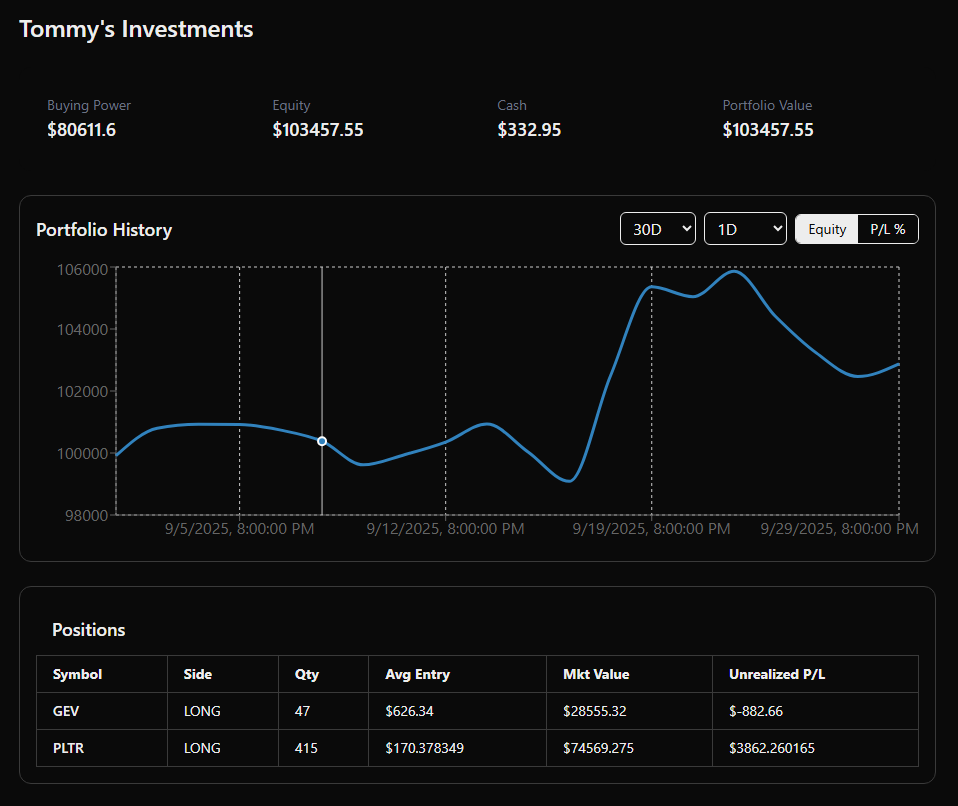 Tommy's Investments
Buying Power Equity Cash Portfolio Value
$80611.6 $103457.55 $332.95 $103457.55
Portfolio History 30D 1D Equity P/L %
106000
104000
102000
100000
98000
9/5/2025, 8:00:00 PM 9/12/2025, 8:00:00 PM 9/19/2025, 8:00:00 PM 9/29/2025, 8:00:00 PM
Positions
Symbol Side Qty Avg Entry Mkt Value Unrealized P/L
GEV LONG 47 $626.34 $28555.32 $-882.66
PLTR LONG 415 $170.378349 $74569.275 $3862.260165